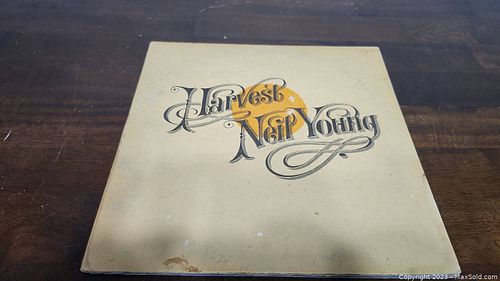 Harvest
Neil Young
Copyright 2023 - MaxSold.com